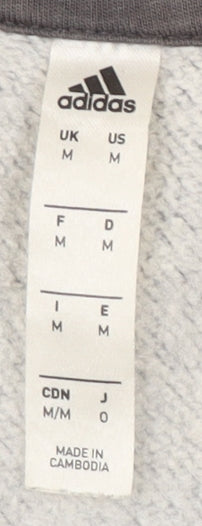 adidas
UK US
M M
F D
M M
I E
M M
CDN J
M/M O
MADE IN
CAMBODIA